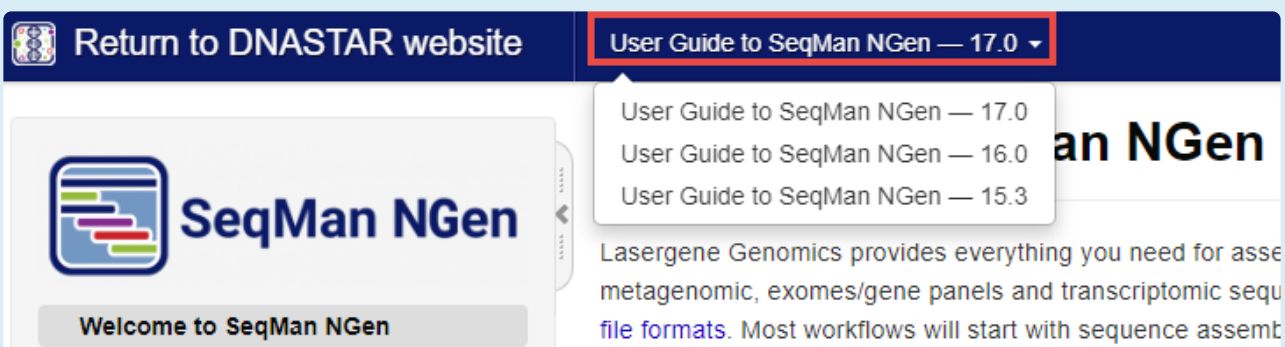 Return to DNASTAR website
User Guide to SeqMan NGen — 17.0
User Guide to SeqMan NGen — 17.0
User Guide to SeqMan NGen — 16.0
User Guide to SeqMan NGen — 15.3
an NGen
SeqMan NGen
Welcome to SeqMan NGen
Lasergene Genomics provides everything you need for asse
metagenomic, exomes/gene panels and transcriptomic sequ
file formats. Most workflows will start with sequence assemb